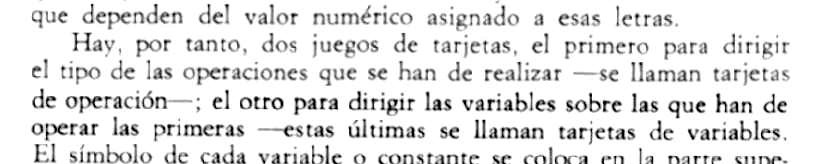 que dependen del valor numérico asignado a esas letras.
Hay, por tanto, dos juegos de tarjetas, el primero para dirigir
el tipo de las operaciones que se han de realizar —se llaman tarjetas
de operación—; el otro para dirigir las variables sobre las que han de
operar las primeras —estas últimas se llaman tarjetas de variables.
El símbolo de cada variable o constante se coloca en la parte supe-